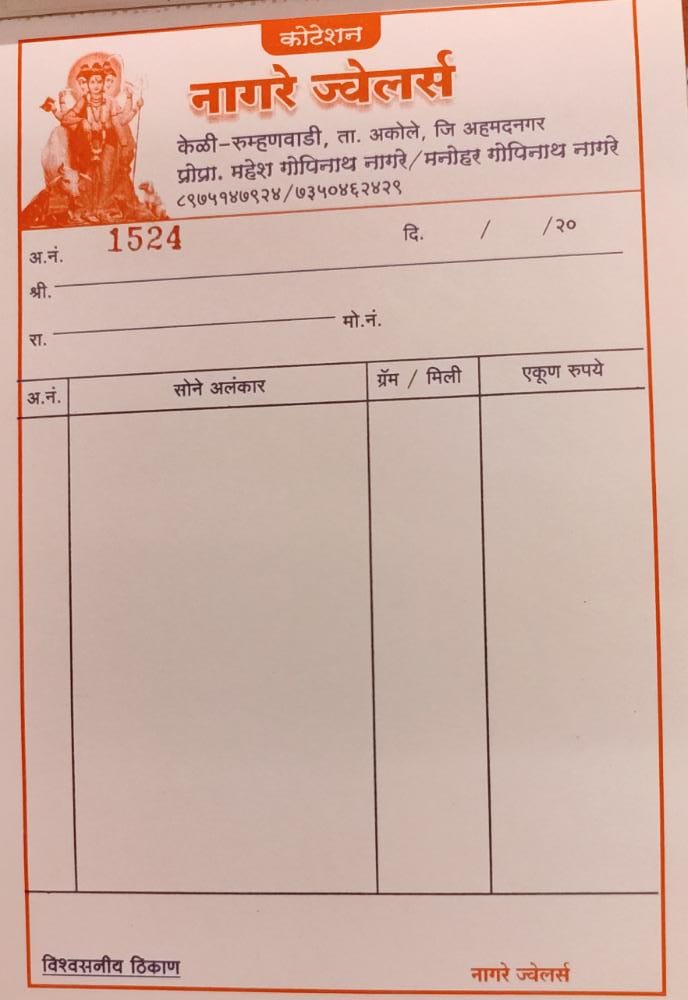 कोटेशन
नागरे ज्वेलर्स
केळी-रुम्हणवाडी, ता. अकोले, जि अहमदनगर
प्रोप्रा. महेश गोपिनाथ नागरे/मनोहर गोपिनाथ नागरे
८९७५१४७९२४/७३५०४६२४२९
अ.नं. 1524 दि. / /२०
श्री.
रा. मो.नं.
अ.नं. सोने अलंकार ग्रॅम / मिली एकूण रुपये
विश्वसनीय ठिकाण नागरे ज्वेलर्स